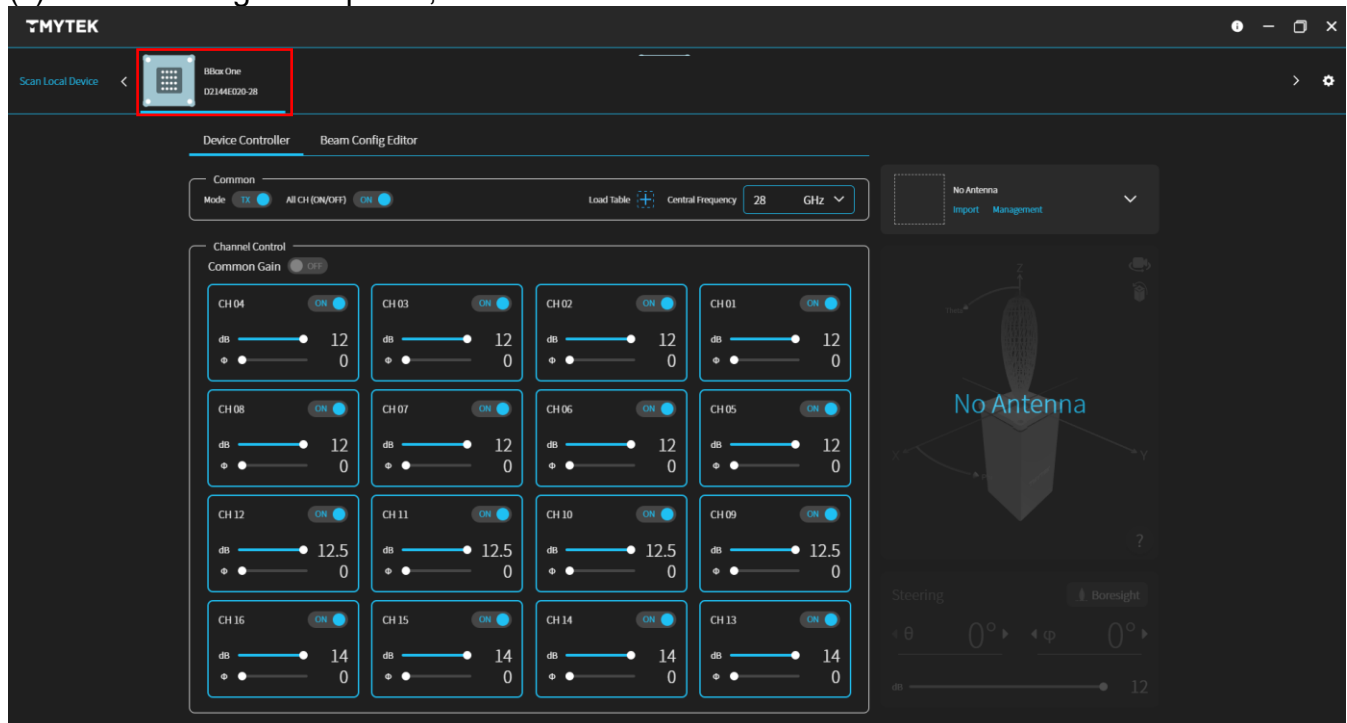 TMYTEK
Scan Local Device
BBox One
D2144E020-28
Device Controller Beam Config Editor
Common
Mode TX All CH (ON/OFF) ON Load Table Central Frequency 28 GHz
No Antenna
Import Management
Channel Control
Common Gain OFF
CH 04 ON CH 03 ON CH 02 ON CH 01 ON
dB 12 dB 12 dB 12 dB 12
Φ 0 Φ 0 Φ 0 Φ 0
CH 08 ON CH 07 ON CH 06 ON CH 05 ON
dB 12 dB 12 dB 12 dB 12
Φ 0 Φ 0 Φ 0 Φ 0
CH 12 ON CH 11 ON CH 10 ON CH 09 ON
dB 12.5 dB 12.5 dB 12.5 dB 12.5
Φ 0 Φ 0 Φ 0 Φ 0
CH 16 ON CH 15 ON CH 14 ON CH 13 ON
dB 14 dB 14 dB 14 dB 14
Φ 0 Φ 0 Φ 0 Φ 0
Z
No Antenna
X Y
?
Steering Boresight
θ 0° φ 0°
dB 12